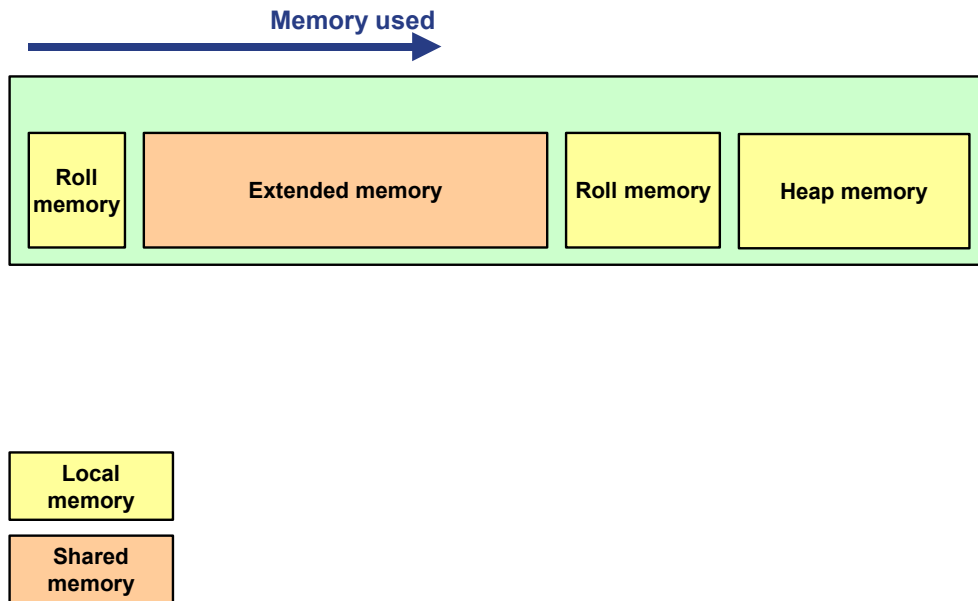 Memory used
Roll
memory
Extended memory
Roll memory
Heap memory
Local
memory
Shared
memory